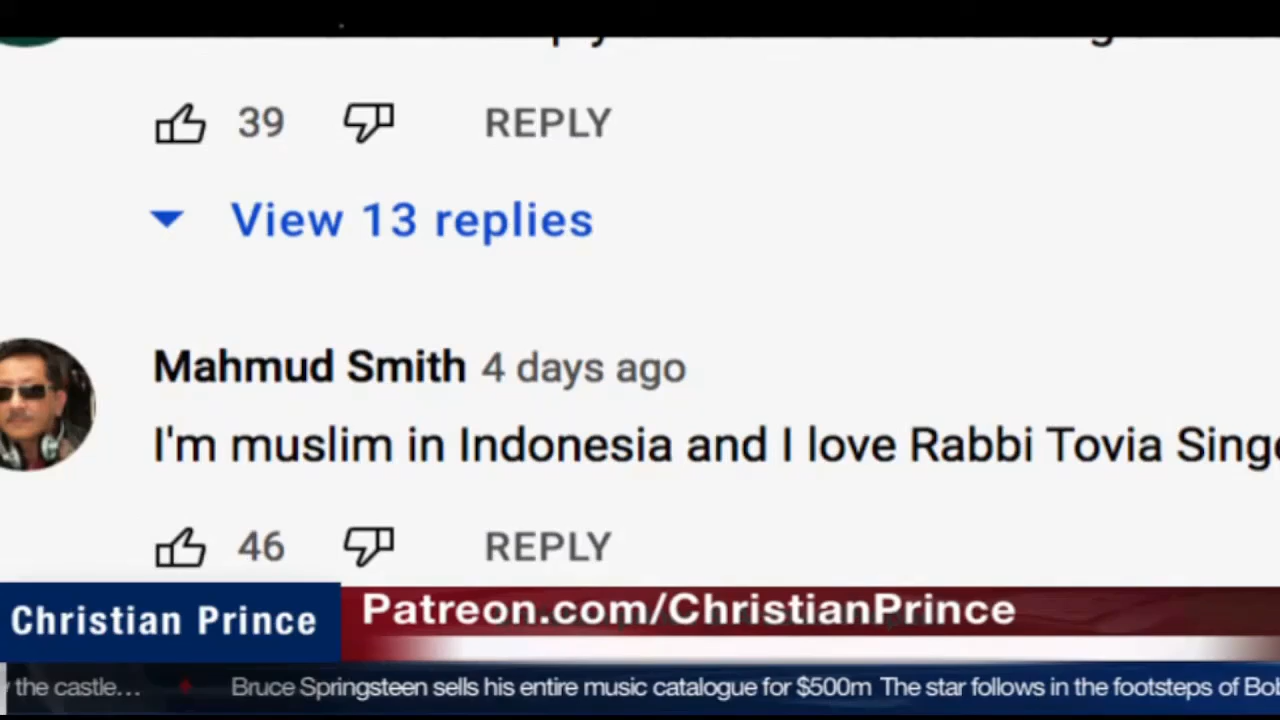 39 REPLY
View 13 replies
Mahmud Smith 4 days ago
I'm muslim in Indonesia and I love Rabbi Tovia Singe
46 REPLY
Christian Prince
Patreon.com/ChristianPrince
the castle... Bruce Springsteen sells his entire music catalogue for $500m The star follows in the footsteps of Bob